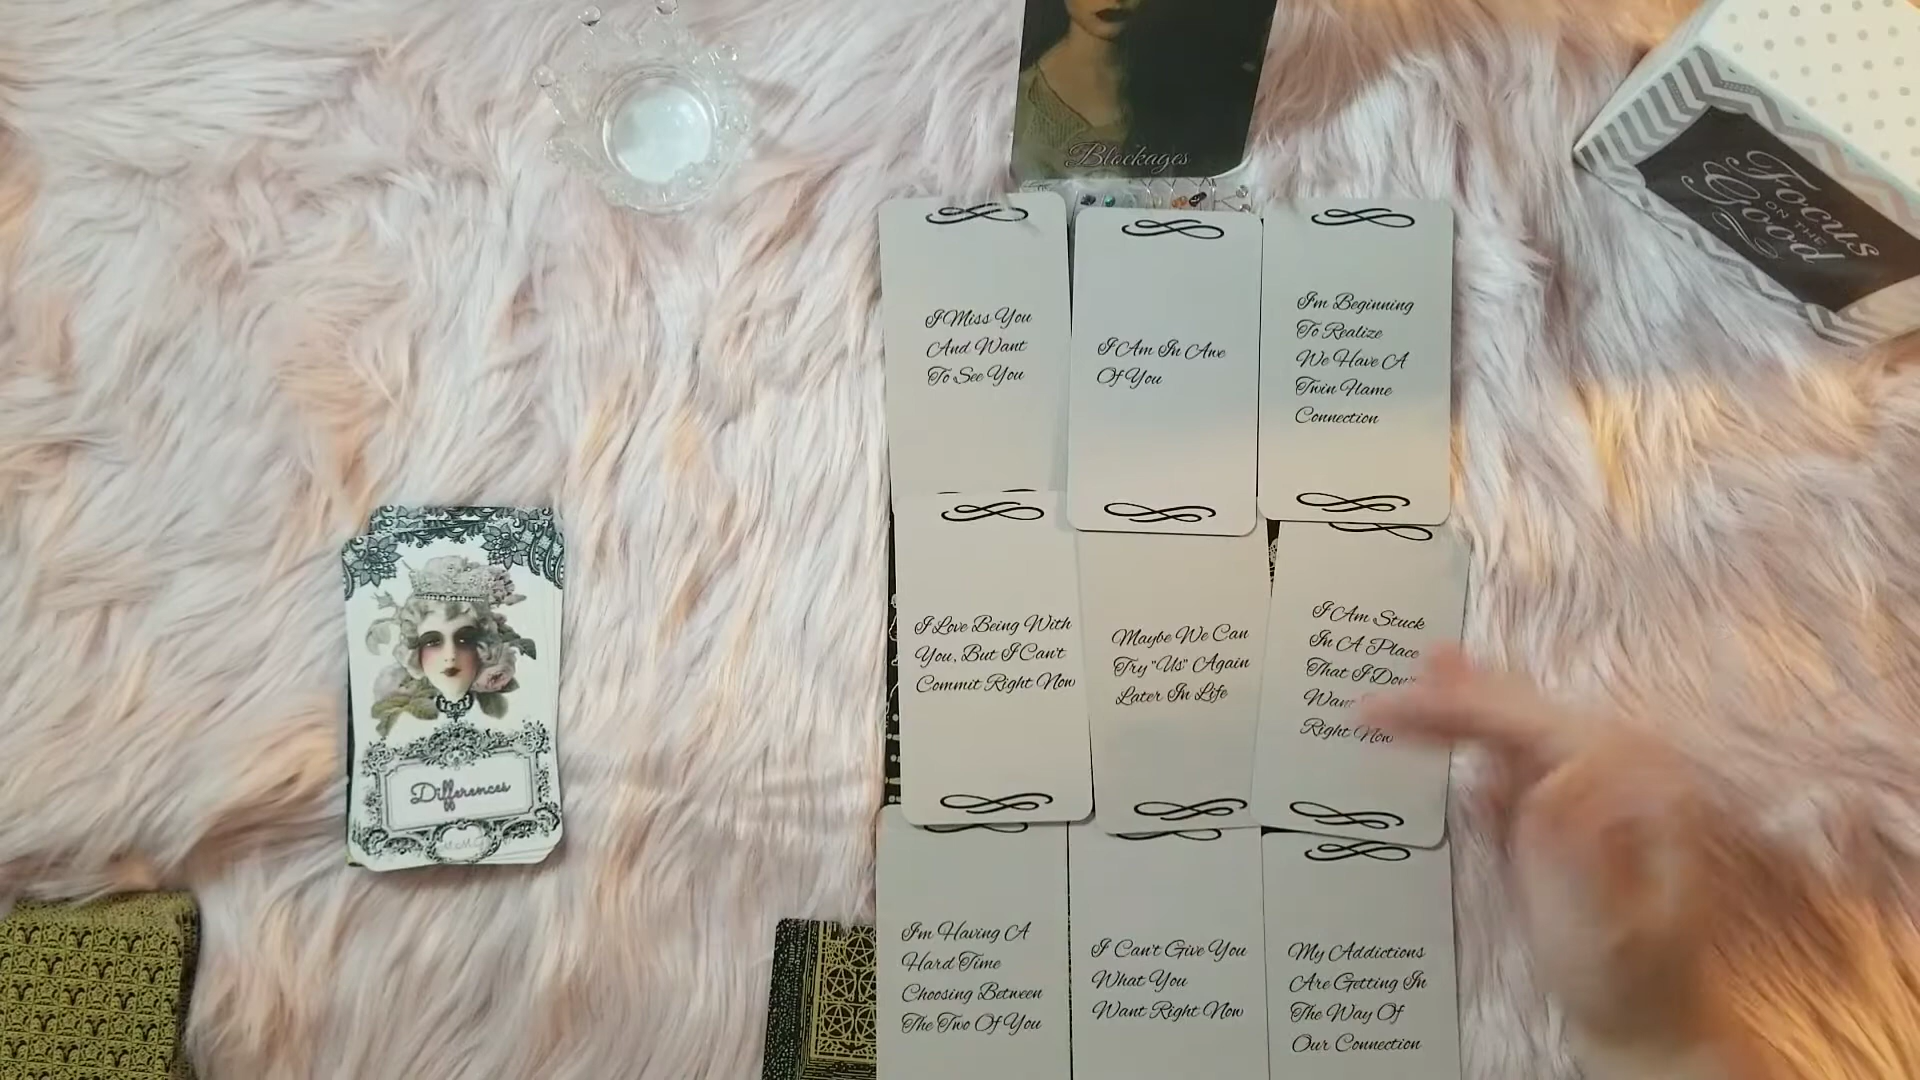 Blockages
Focus
ON THE
Good
I Miss You
And Want
To See You
I Am In Awe
Of You
I'm Beginning
To Realize
We Have A
Twin Flame
Connection
I Love Being With
You, But I Can't
Commit Right Now
Maybe We Can
Try "Us" Again
Later In Life
I Am Stuck
In A Place
That I
Right Now
Differences
I'm Having A
Hard Time
Choosing Between
The Two Of You
I Can't Give You
What You
Want Right Now
My Addictions
Are Getting In
The Way Of
Our Connection